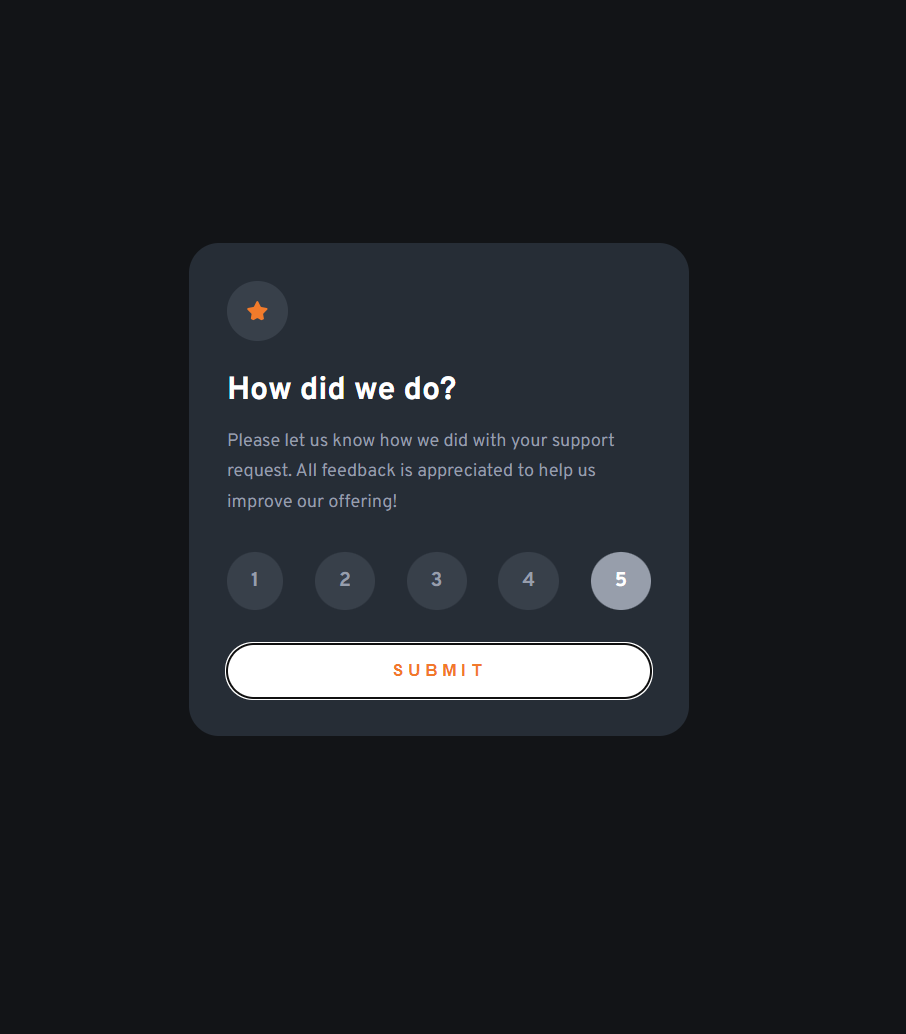 How did we do?
Please let us know how we did with your support
request. All feedback is appreciated to help us
improve our offering!
1 2 3 4 5
SUBMIT